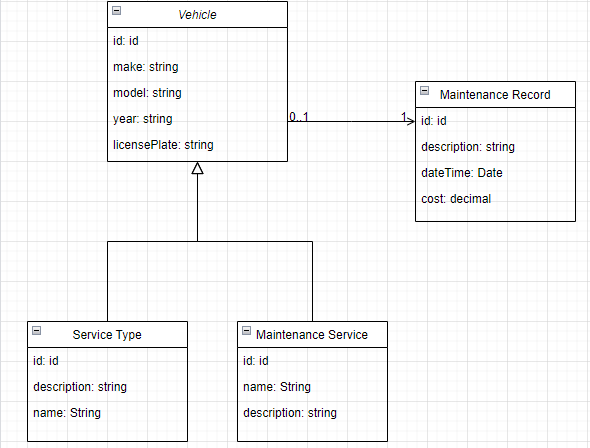 Vehicle
id: id
make: string
model: string
year: string
licensePlate: string
0..1
1
Maintenance Record
id: id
description: string
dateTime: Date
cost: decimal
Service Type
id: id
description: string
name: String
Maintenance Service
id: id
name: String
description: string